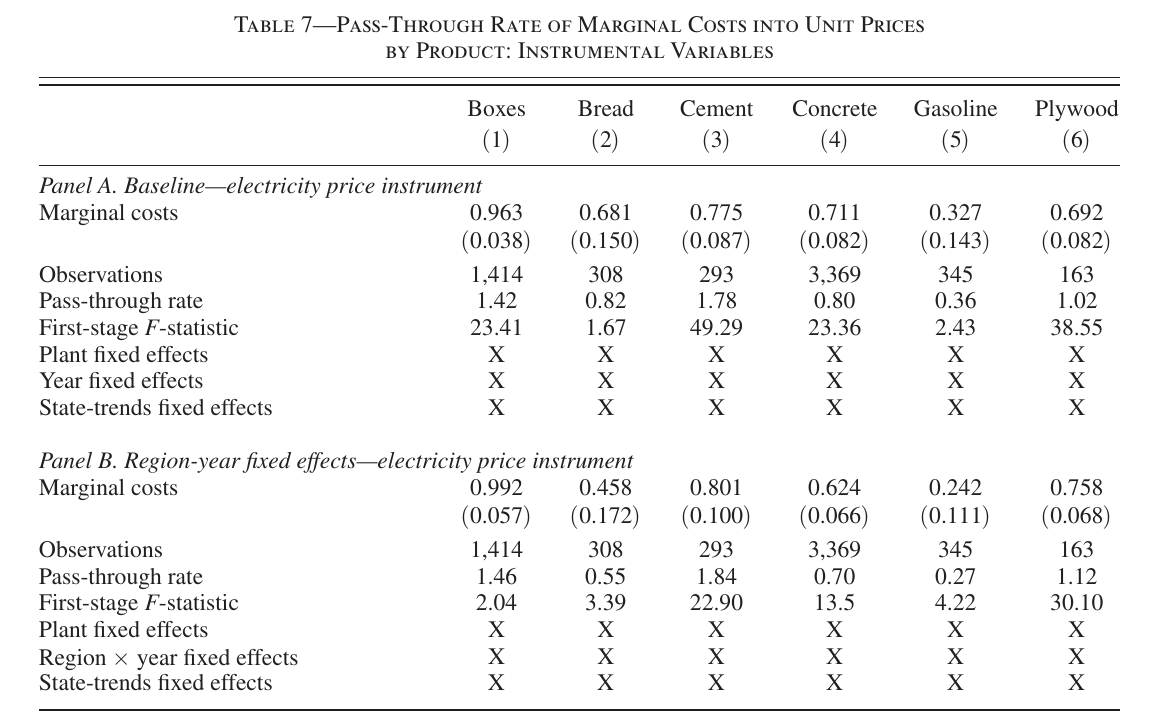 TABLE 7—PASS-THROUGH RATE OF MARGINAL COSTS INTO UNIT PRICES
BY PRODUCT: INSTRUMENTAL VARIABLES
Boxes Bread Cement Concrete Gasoline Plywood
(1) (2) (3) (4) (5) (6)
Panel A. Baseline—electricity price instrument
Marginal costs 0.963 0.681 0.775 0.711 0.327 0.692
(0.038) (0.150) (0.087) (0.082) (0.143) (0.082)
Observations 1,414 308 293 3,369 345 163
Pass-through rate 1.42 0.82 1.78 0.80 0.36 1.02
First-stage F-statistic 23.41 1.67 49.29 23.36 2.43 38.55
Plant fixed effects X X X X X X
Year fixed effects X X X X X X
State-trends fixed effects X X X X X X
Panel B. Region-year fixed effects—electricity price instrument
Marginal costs 0.992 0.458 0.801 0.624 0.242 0.758
(0.057) (0.172) (0.100) (0.066) (0.111) (0.068)
Observations 1,414 308 293 3,369 345 163
Pass-through rate 1.46 0.55 1.84 0.70 0.27 1.12
First-stage F-statistic 2.04 3.39 22.90 13.5 4.22 30.10
Plant fixed effects X X X X X X
Region × year fixed effects X X X X X X
State-trends fixed effects X X X X X X